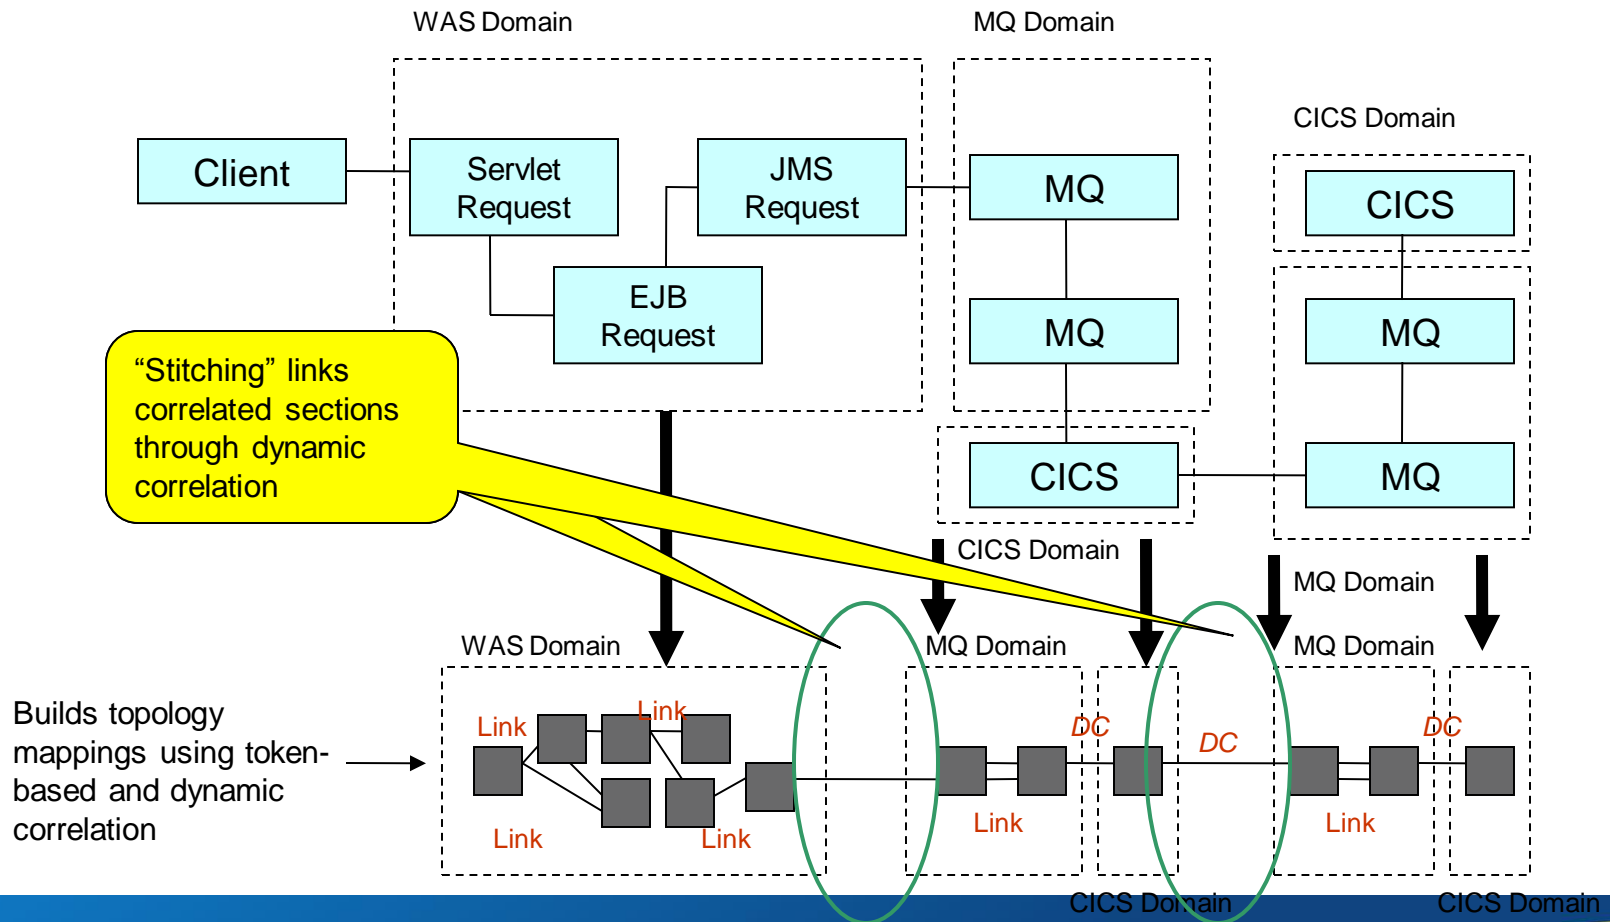 WAS Domain
MQ Domain
CICS Domain
Client
Servlet
Request
JMS
Request
MQ
CICS
EJB
Request
MQ
MQ
“Stitching” links
correlated sections
through dynamic
correlation
CICS
MQ
CICS Domain
MQ Domain
WAS Domain
MQ Domain
MQ Domain
Builds topology
mappings using token-
based and dynamic
correlation
Link
Link
DC
DC
DC
Link
Link
Link
Link
CICS Domain
CICS Domain